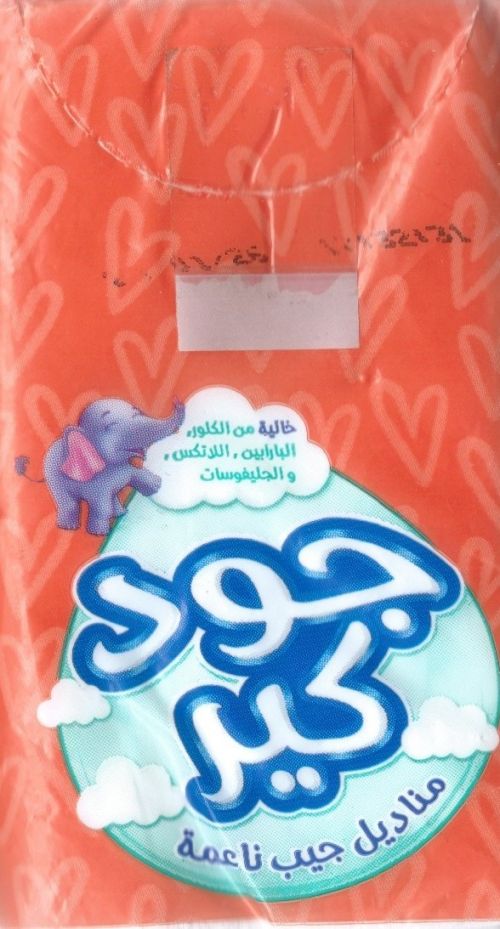 خالية من الكلور,
البارابين , اللاتكس ,
و الجليفوسات
جود
كير
مناديل جيب ناعمة